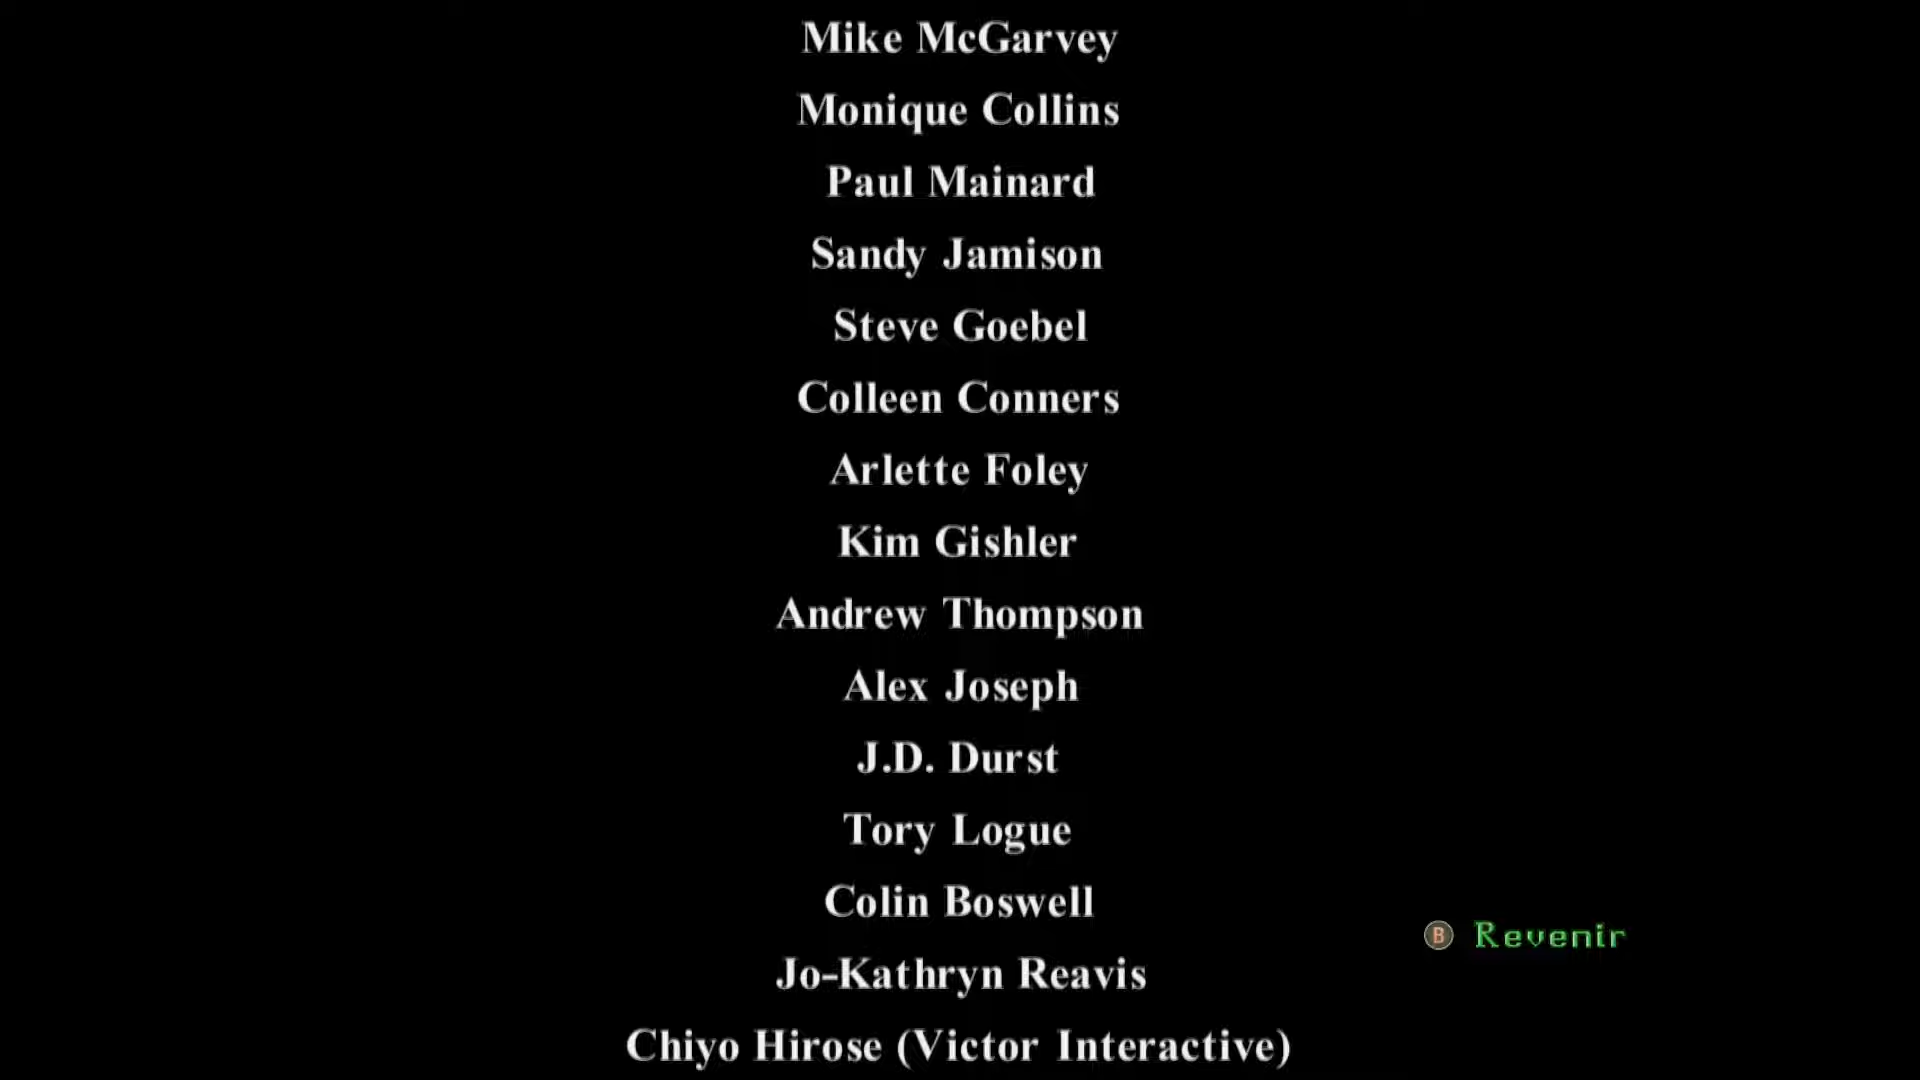 Mike McGarvey
Monique Collins
Paul Mainard
Sandy Jamison
Steve Goebel
Colleen Conners
Arlette Foley
Kim Gishler
Andrew Thompson
Alex Joseph
J.D. Durst
Tory Logue
Colin Boswell
B Revenir
Jo-Kathryn Reavis
Chiyo Hirose (Victor Interactive)